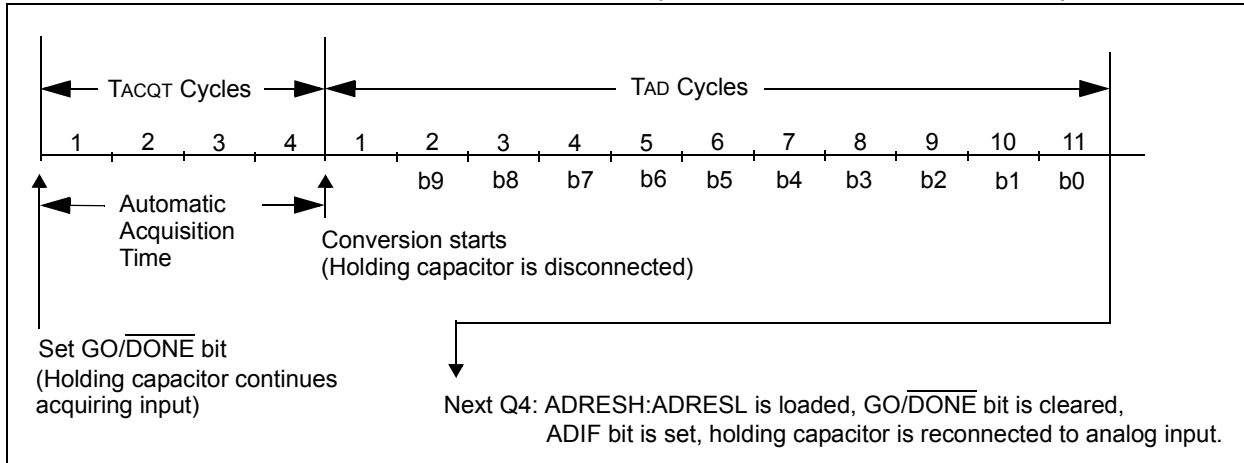 TACQT Cycles TAD Cycles
1 2 3 4 1 2 3 4 5 6 7 8 9 10 11
b9 b8 b7 b6 b5 b4 b3 b2 b1 b0
Automatic
Acquisition
Time
Conversion starts
(Holding capacitor is disconnected)
Set GO/DONE bit
(Holding capacitor continues
acquiring input)
Next Q4: ADRESH:ADRESL is loaded, GO/DONE bit is cleared,
ADIF bit is set, holding capacitor is reconnected to analog input.